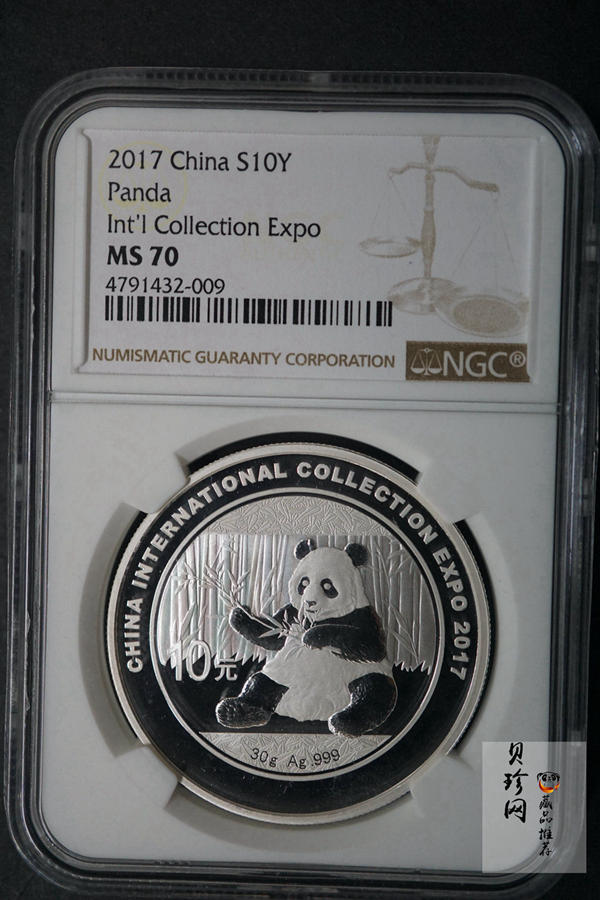 2017 China S10Y
Panda
Int'l Collection Expo
MS 70
4791432-009
NUMISMATIC GUARANTY CORPORATION
NGC®
CHINA INTERNATIONAL COLLECTION EXPO 2017
10元
30g Ag .999
贝珍网
藏品推荐